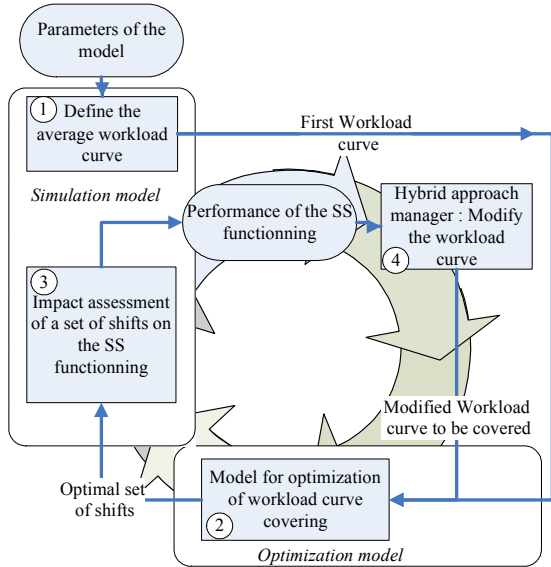 Parameters of the
model
1
Define the
average workload
curve
First Workload
curve
Simulation model
Performance of the SS
functionning
Hybrid approach
manager : Modify
the workload
curve
4
3
Impact assessment
of a set of shifts on
the SS
functionning
Modified Workload
curve to be covered
Optimal set
of shifts
Model for optimization
of workload curve
covering
2
Optimization model